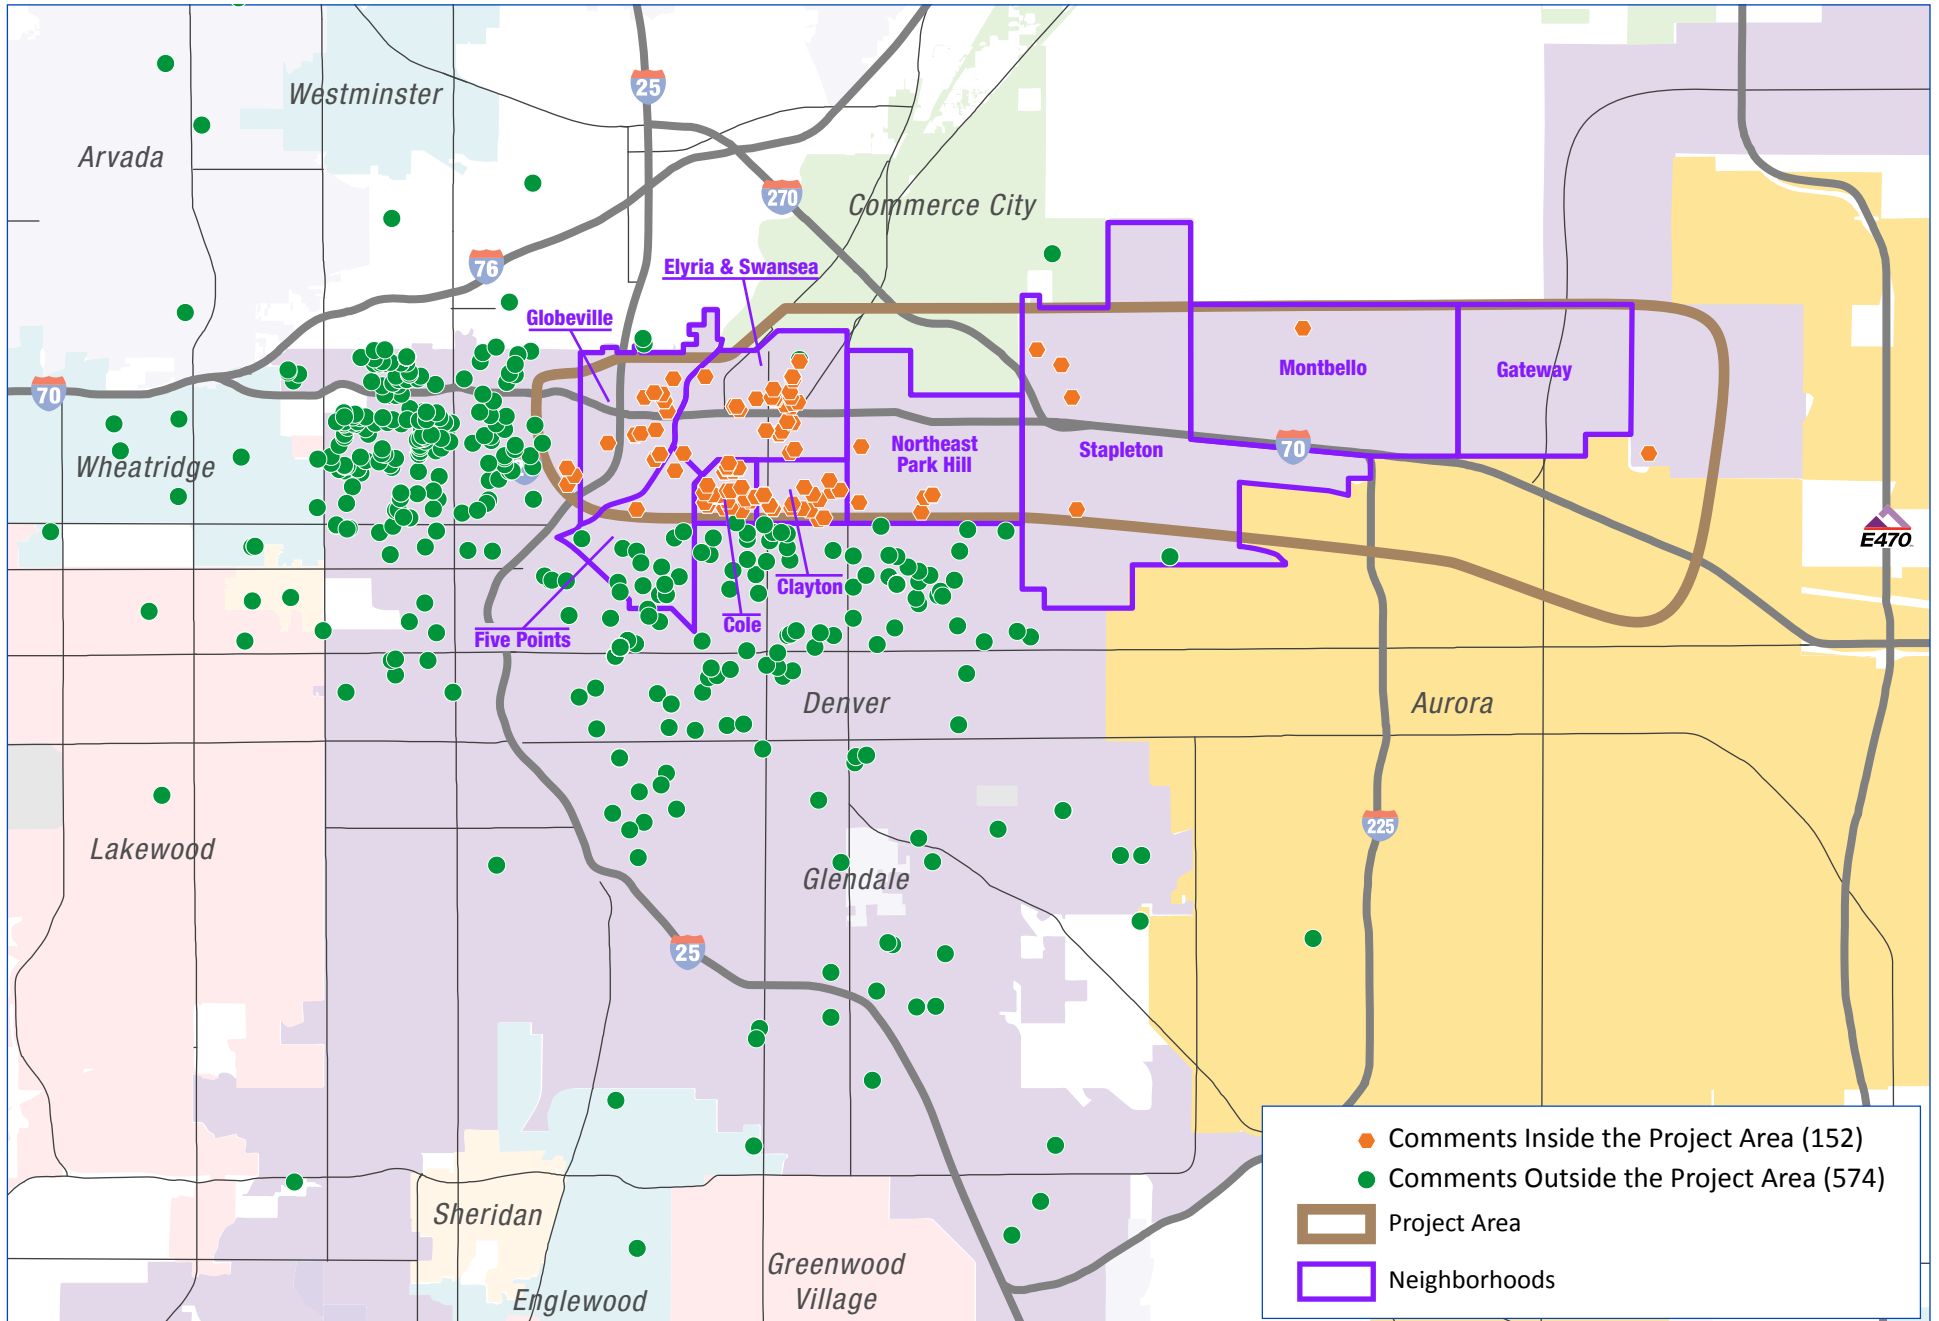 Westminster
25
Arvada
270
Commerce City
76
Elyria & Swansea
Globeville
70
Montbello
Gateway
Northeast
Park Hill
Stapleton
70
Wheatridge
E470
Clayton
Cole
Five Points
Denver
Aurora
225
Lakewood
Glendale
25
Comments Inside the Project Area (152)
Comments Outside the Project Area (574)
Project Area
Neighborhoods
Sheridan
Greenwood
Village
Englewood